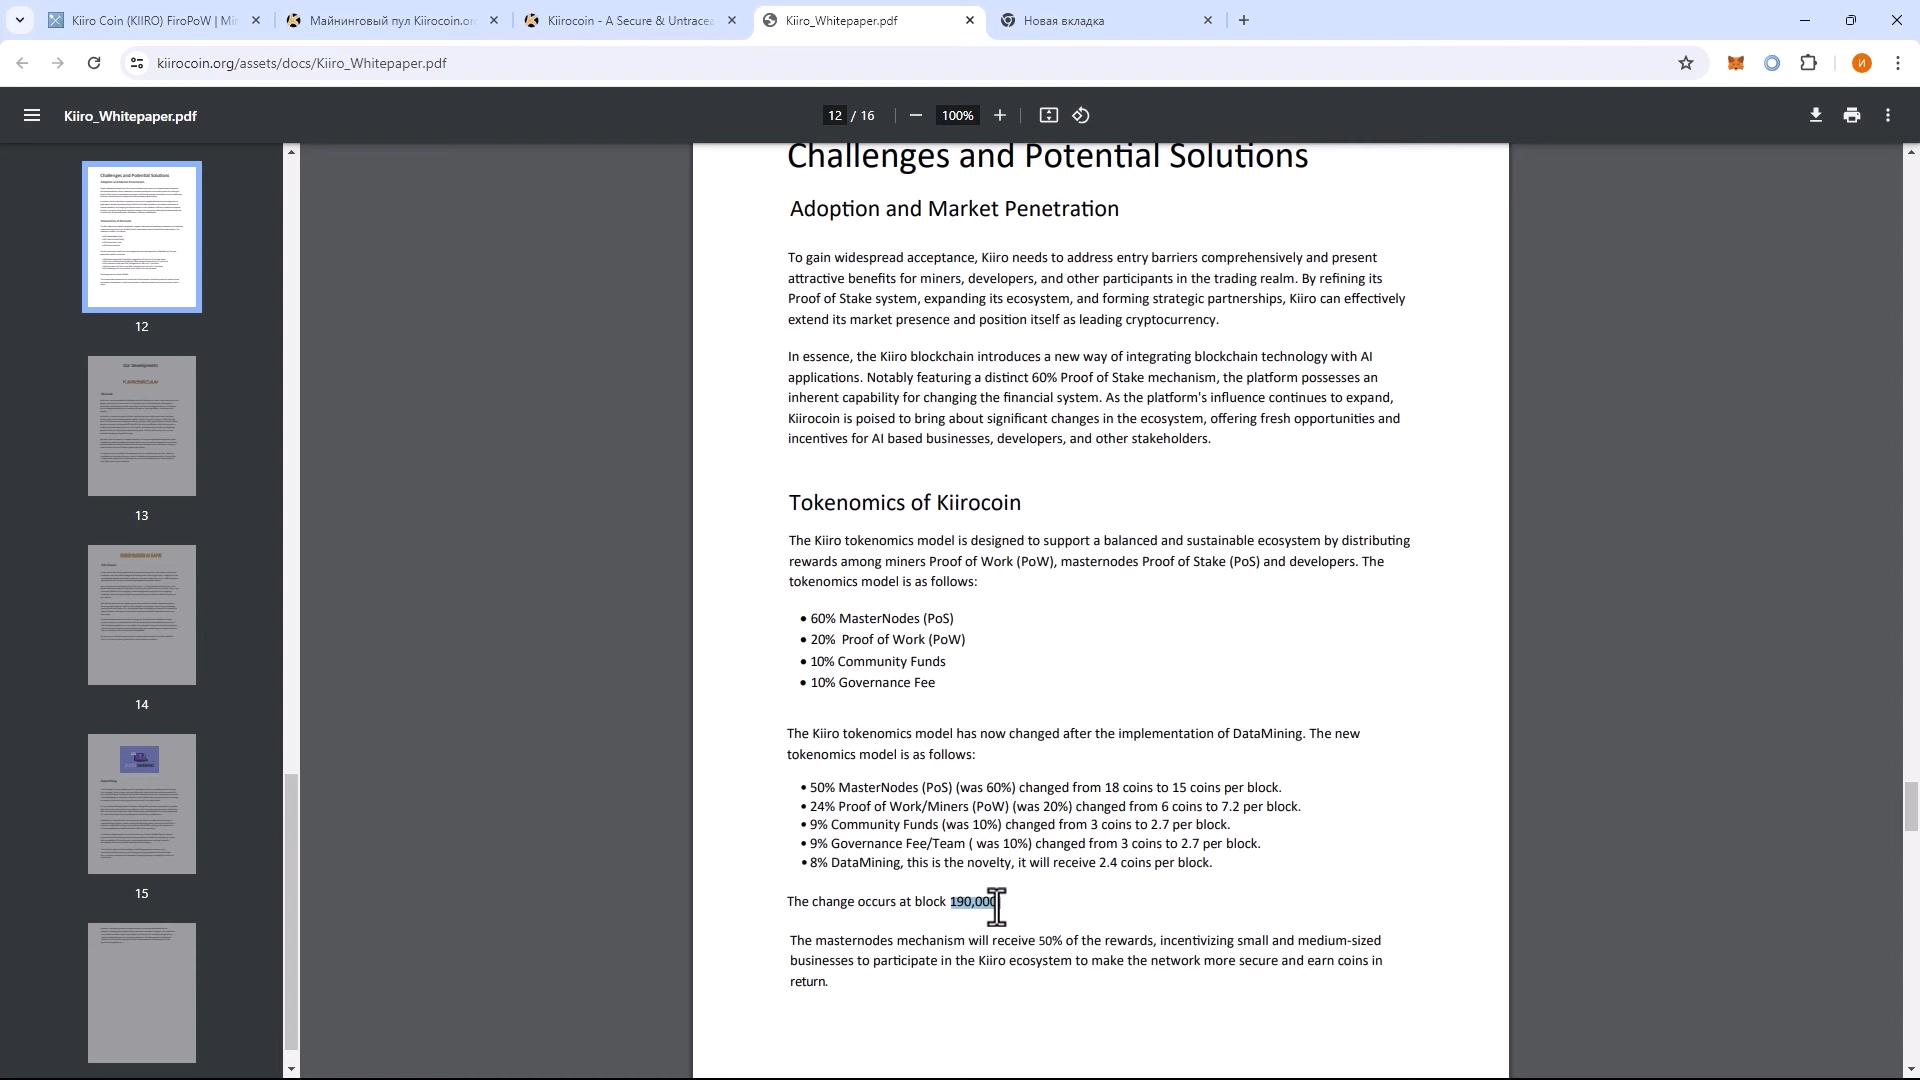 Kiiro Coin (KIIRO) FiroPoW | Mi
Майнинговый пул Kiirocoin.or
Kiirocoin - A Secure & Untracea
Kiiro_Whitepaper.pdf
Новая вкладка
kiirocoin.org/assets/docs/Kiiro_Whitepaper.pdf
И
Kiiro_Whitepaper.pdf
12 / 16
100%
12
13
14
15
Challenges and Potential Solutions
Adoption and Market Penetration
To gain widespread acceptance, Kiiro needs to address entry barriers comprehensively and present
attractive benefits for miners, developers, and other participants in the trading realm. By refining its
Proof of Stake system, expanding its ecosystem, and forming strategic partnerships, Kiiro can effectively
extend its market presence and position itself as leading cryptocurrency.
In essence, the Kiiro blockchain introduces a new way of integrating blockchain technology with AI
applications. Notably featuring a distinct 60% Proof of Stake mechanism, the platform possesses an
inherent capability for changing the financial system. As the platform's influence continues to expand,
Kiirocoin is poised to bring about significant changes in the ecosystem, offering fresh opportunities and
incentives for AI based businesses, developers, and other stakeholders.
Tokenomics of Kiirocoin
The Kiiro tokenomics model is designed to support a balanced and sustainable ecosystem by distributing
rewards among miners Proof of Work (PoW), masternodes Proof of Stake (PoS) and developers. The
tokenomics model is as follows:
• 60% MasterNodes (PoS)
• 20% Proof of Work (PoW)
• 10% Community Funds
• 10% Governance Fee
The Kiiro tokenomics model has now changed after the implementation of DataMining. The new
tokenomics model is as follows:
• 50% MasterNodes (PoS) (was 60%) changed from 18 coins to 15 coins per block.
• 24% Proof of Work/Miners (PoW) (was 20%) changed from 6 coins to 7.2 per block.
• 9% Community Funds (was 10%) changed from 3 coins to 2.7 per block.
• 9% Governance Fee/Team ( was 10%) changed from 3 coins to 2.7 per block.
• 8% DataMining, this is the novelty, it will receive 2.4 coins per block.
The change occurs at block 190,000
The masternodes mechanism will receive 50% of the rewards, incentivizing small and medium-sized
businesses to participate in the Kiiro ecosystem to make the network more secure and earn coins in
return.